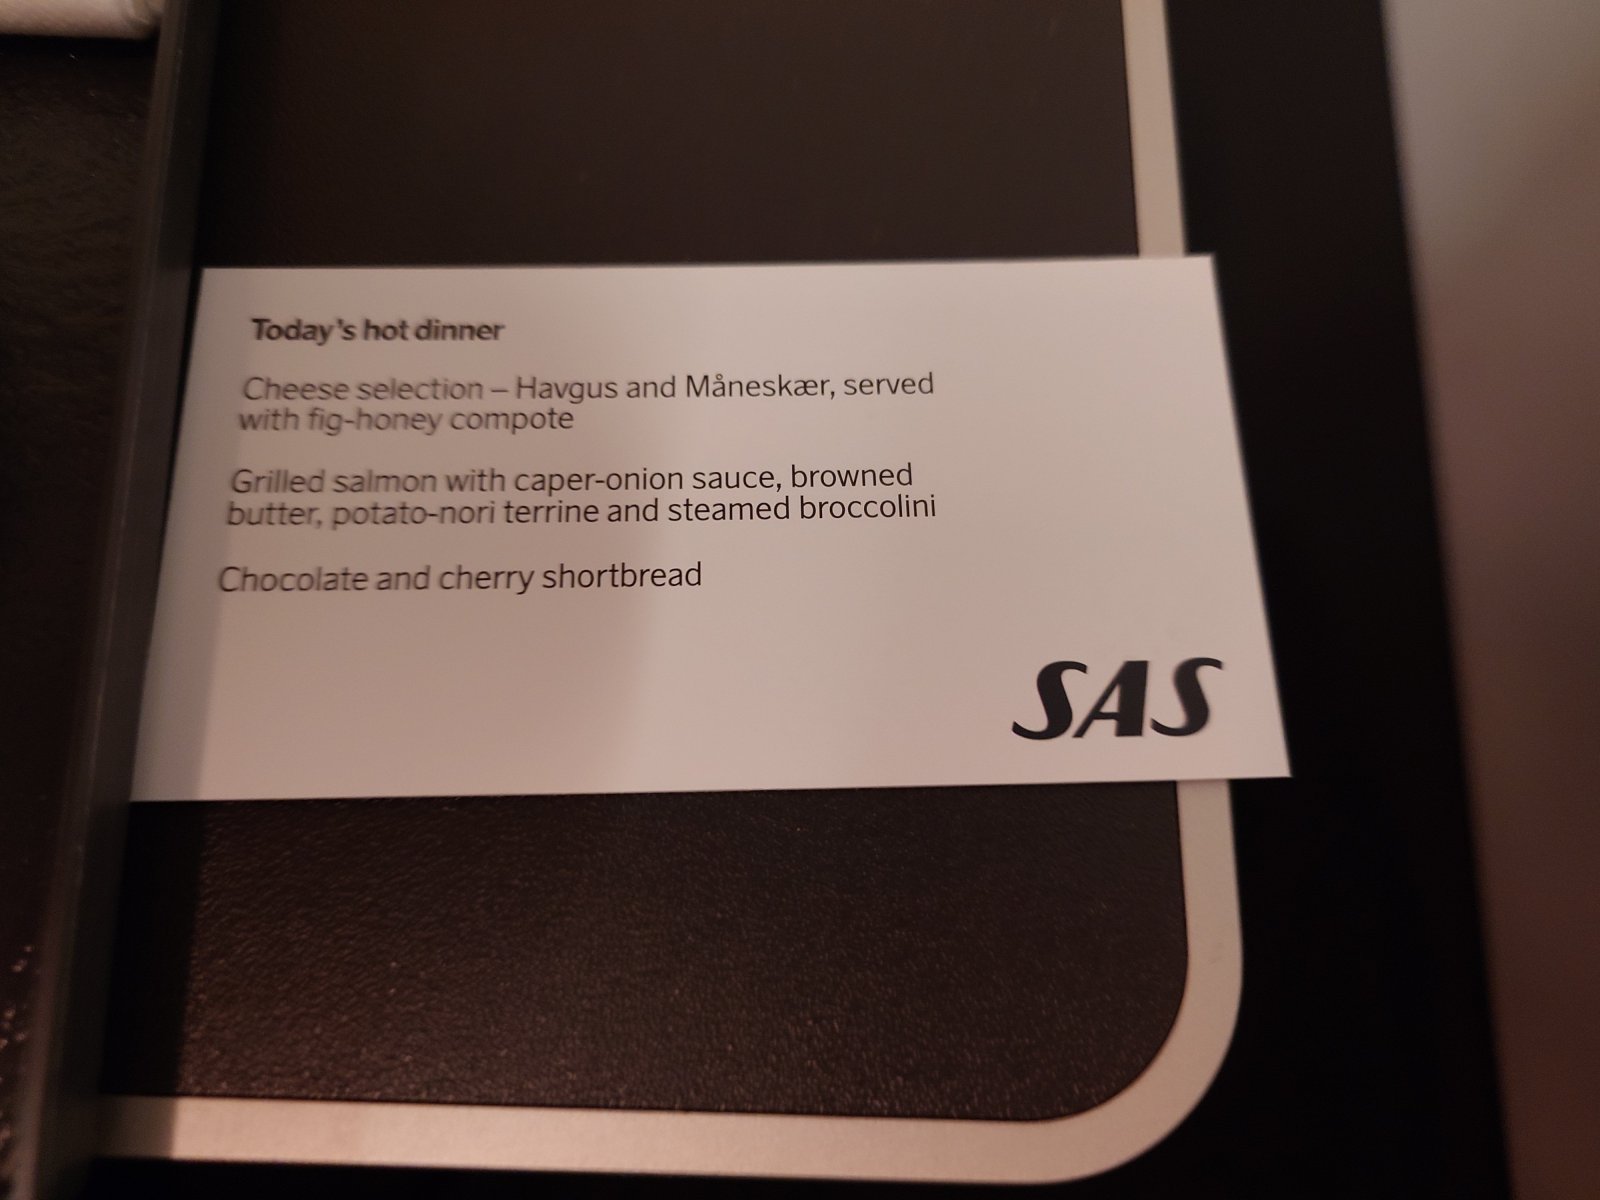 Today's hot dinner
Cheese selection – Havgus and Måneskær, served
with fig-honey compote
Grilled salmon with caper-onion sauce, browned
butter, potato-nori terrine and steamed broccolini
Chocolate and cherry shortbread
SAS